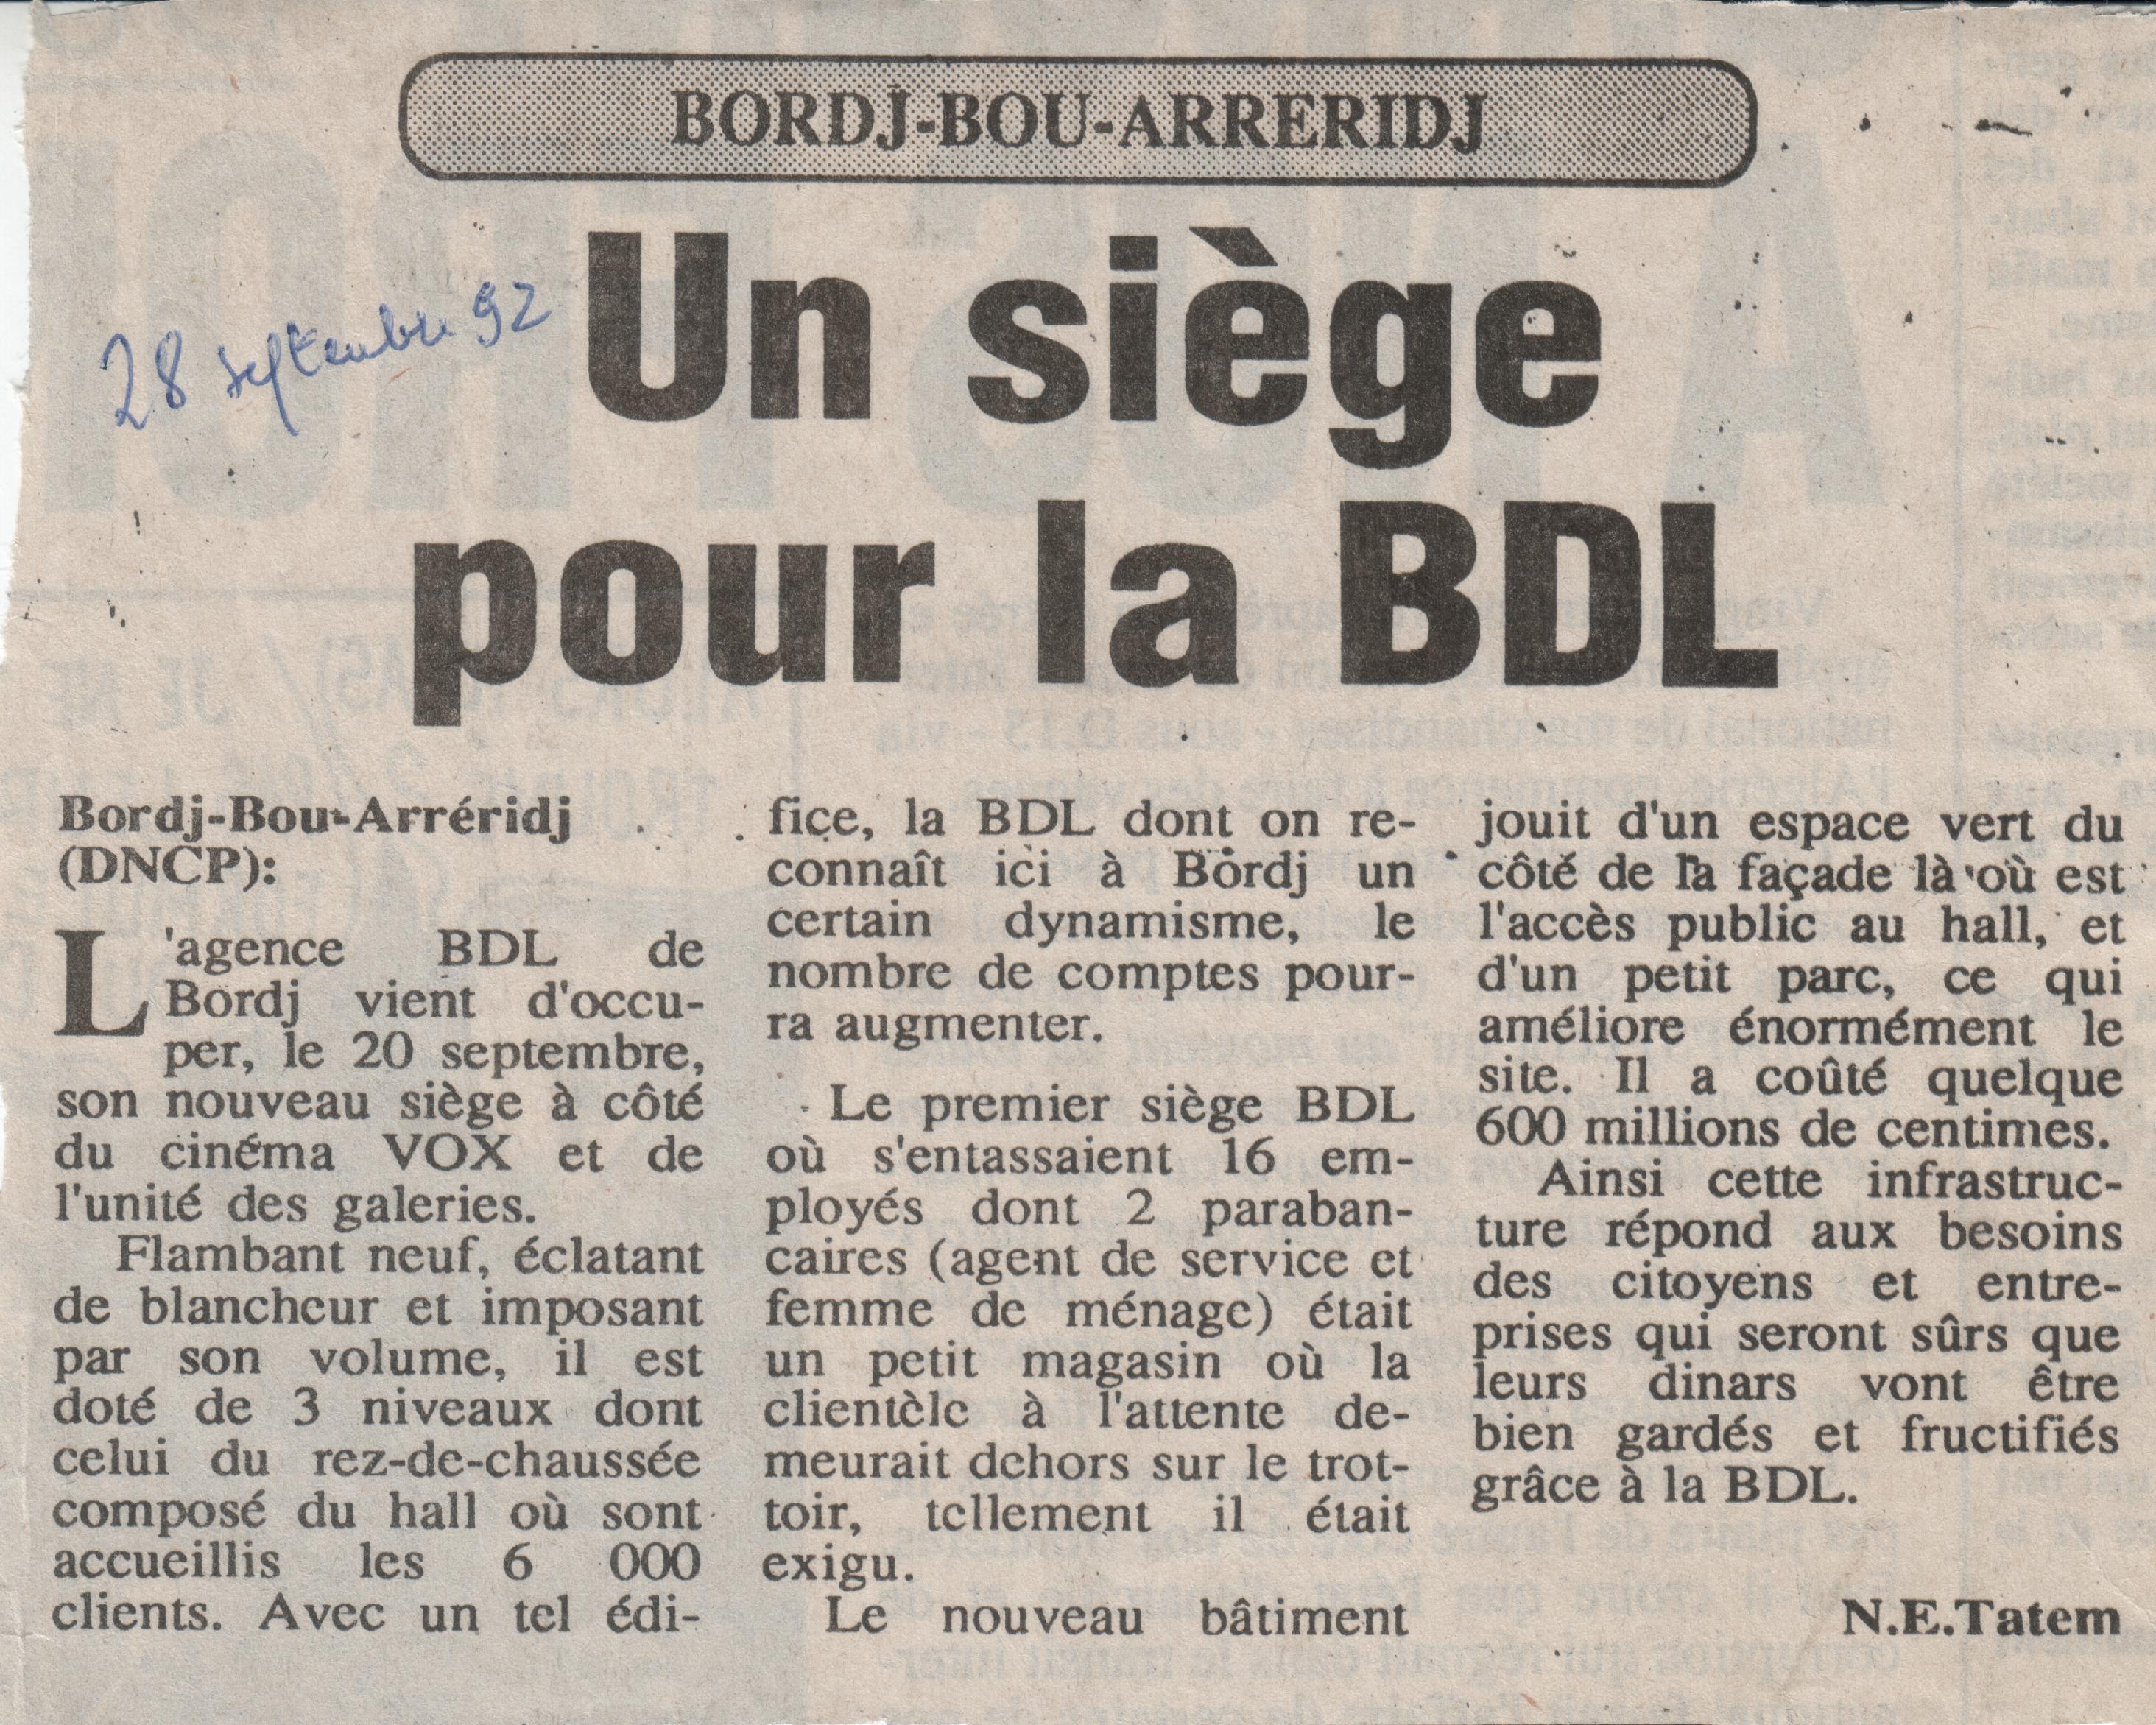 BORDJ-BOU-ARRERIDJ
28 septembre 92
Un siège
pour la BDL
Bordj-Bou-Arréridj
(DNCP):
L'agence BDL de
Bordj vient d'occu-
per, le 20 septembre,
son nouveau siège à côté
du cinéma VOX et de
l'unité des galeries.
Flambant neuf, éclatant
de blancheur et imposant
par son volume, il est
doté de 3 niveaux dont
celui du rez-de-chaussée
composé du hall où sont
accueillis les 6 000
clients. Avec un tel édi-
fice, la BDL dont on re-
connaît ici à Bordj un
certain dynamisme, le
nombre de comptes pour-
ra augmenter.
Le premier siège BDL
où s'entassaient 16 em-
ployés dont 2 paraban-
caires (agent de service et
femme de ménage) était
un petit magasin où la
clientèle à l'attente de-
meurait dehors sur le trot-
toir, tellement il était
exigu.
Le nouveau bâtiment
jouit d'un espace vert du
côté de la façade là où est
l'accès public au hall, et
d'un petit parc, ce qui
améliore énormément le
site. Il a coûté quelque
600 millions de centimes.
Ainsi cette infrastruc-
ture répond aux besoins
des citoyens et entre-
prises qui seront sûrs que
leurs dinars vont être
bien gardés et fructifiés
grâce à la BDL.
N.E.Tatem